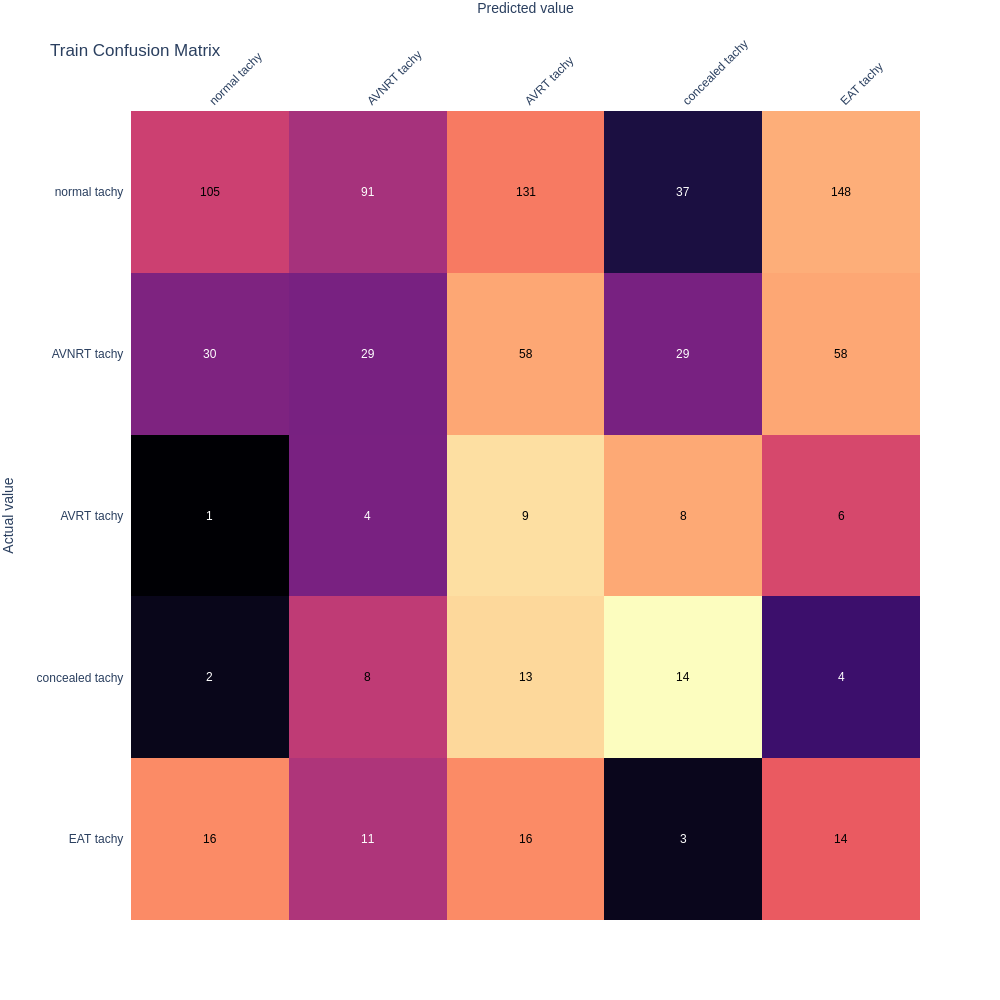 Predicted value
Train Confusion Matrix
normal tachy AVNRT tachy AVRT tachy concealed tachy EAT tachy
normal tachy 105 91 131 37 148
AVNRT tachy 30 29 58 29 58
AVRT tachy 1 4 9 8 6
Actual value
concealed tachy 2 8 13 14 4
EAT tachy 16 11 16 3 14